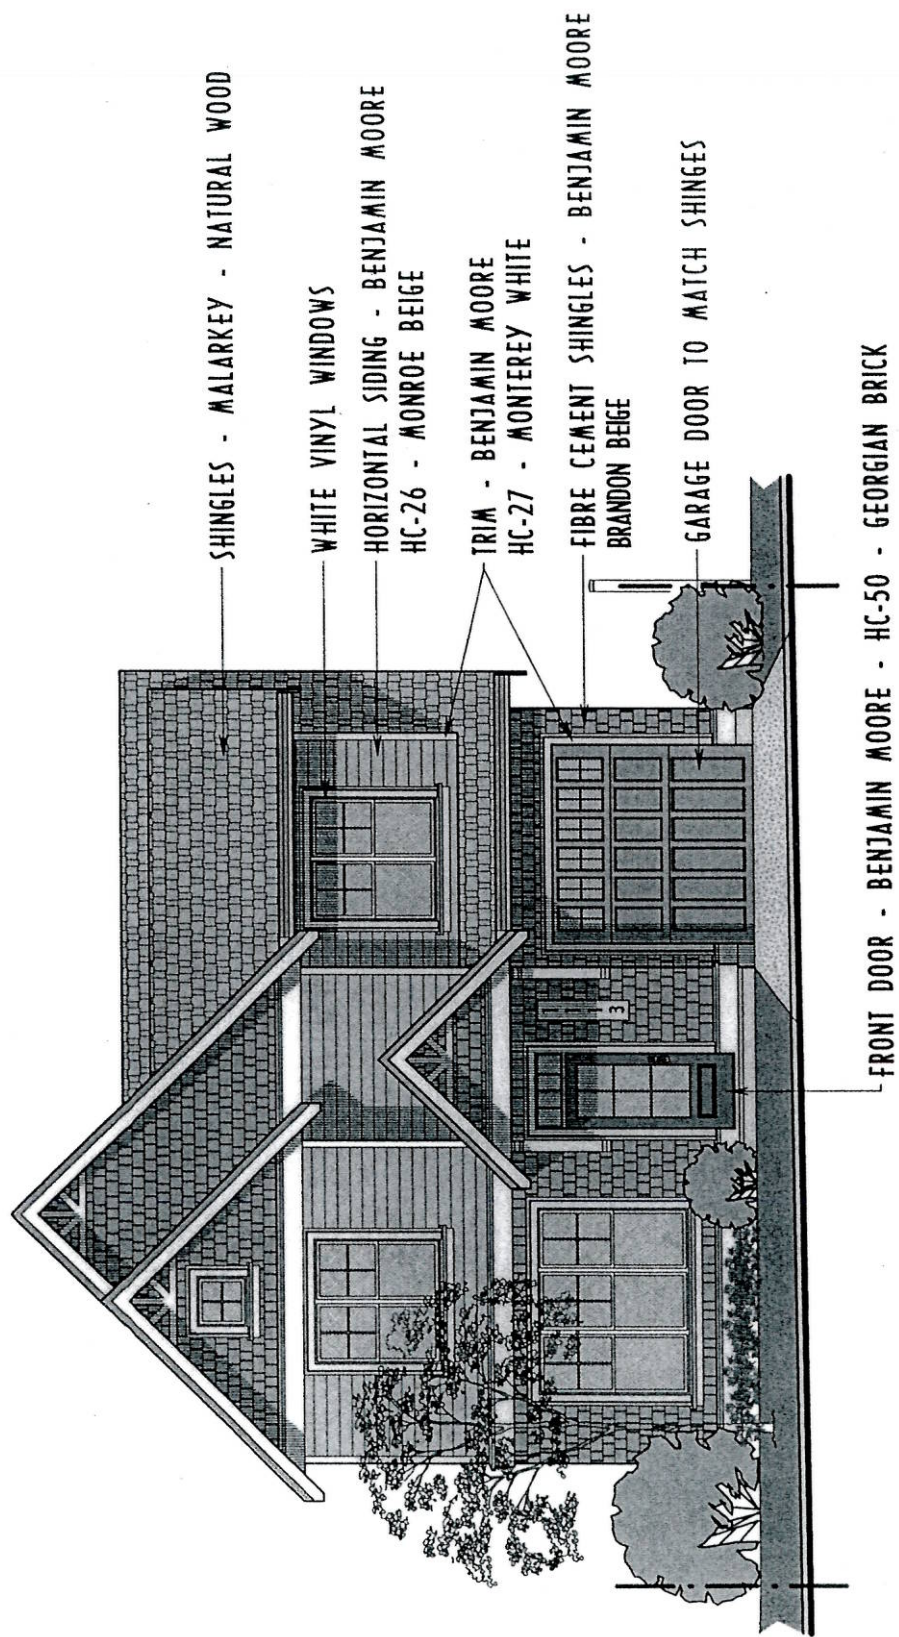 SHINGLES - MALARKEY - NATURAL WOOD
WHITE VINYL WINDOWS
HORIZONTAL SIDING - BENJAMIN MOORE
HC-26 - MONROE BEIGE
TRIM - BENJAMIN MOORE
HC-27 - MONTEREY WHITE
FIBRE CEMENT SHINGLES - BENJAMIN MOORE
BRANDON BEIGE
GARAGE DOOR TO MATCH SHINGES
FRONT DOOR - BENJAMIN MOORE - HC-50 - GEORGIAN BRICK
3